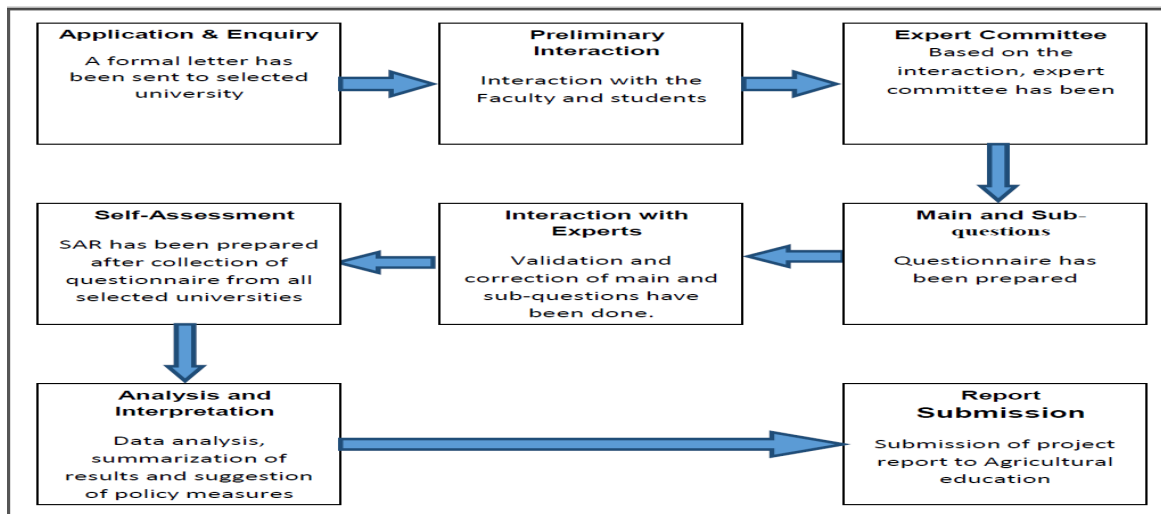 Application & Enquiry
A formal letter has
been sent to selected
university
Preliminary
Interaction
Interaction with the
Faculty and students
Expert Committee
Based on the
interaction, expert
committee has been
Main and Sub-
questions
Questionnaire has
been prepared
Interaction with
Experts
Validation and
correction of main and
sub-questions have
been done.
Self-Assessment
SAR has been prepared
after collection of
questionnaire from all
selected universities
Analysis and
Interpretation
Data analysis,
summarization of
results and suggestion
of policy measures
Report
Submission
Submission of project
report to Agricultural
education